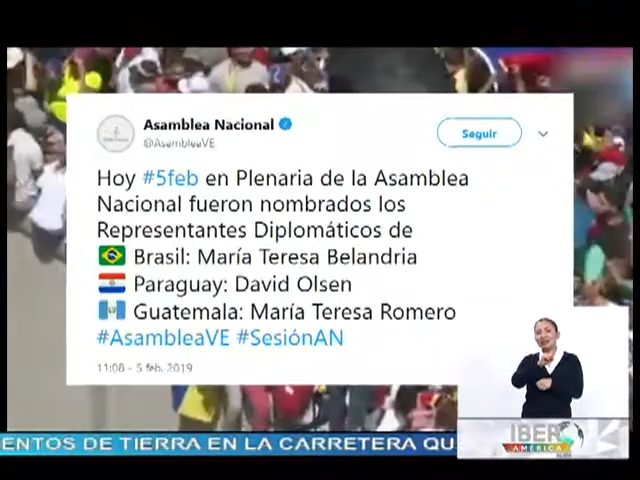 Asamblea Nacional
@AsambleaVE
Seguir
Hoy #5feb en Plenaria de la Asamblea
Nacional fueron nombrados los
Representantes Diplomáticos de
Brasil: María Teresa Belandria
Paraguay: David Olsen
Guatemala: María Teresa Romero
#AsambleaVE #SesiónAN
11:08 - 5 feb. 2019
IBER
AMÉRICA
ENTOS DE TIERRA EN LA CARRETERA QU